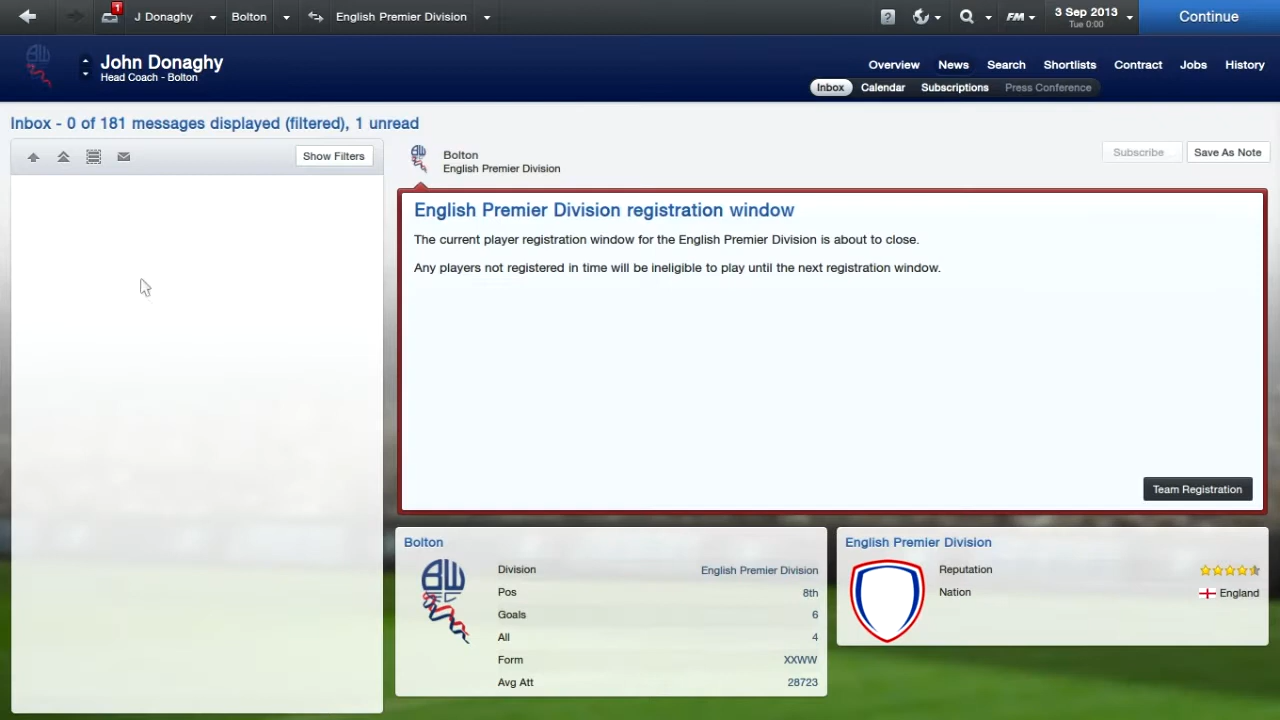 1
J Donaghy
Bolton
English Premier Division
?
FM
3 Sep 2013
Tue 0:00
Continue
John Donaghy
Head Coach - Bolton
Overview News Search Shortlists Contract Jobs History
Inbox Calendar Subscriptions Press Conference
Inbox - 0 of 181 messages displayed (filtered), 1 unread
Show Filters
Bolton
English Premier Division
Subscribe
Save As Note
English Premier Division registration window
The current player registration window for the English Premier Division is about to close.
Any players not registered in time will be ineligible to play until the next registration window.
Team Registration
Bolton
Division English Premier Division
Pos 8th
Goals 6
All 4
Form XXWW
Avg Att 28723
English Premier Division
Reputation
Nation England